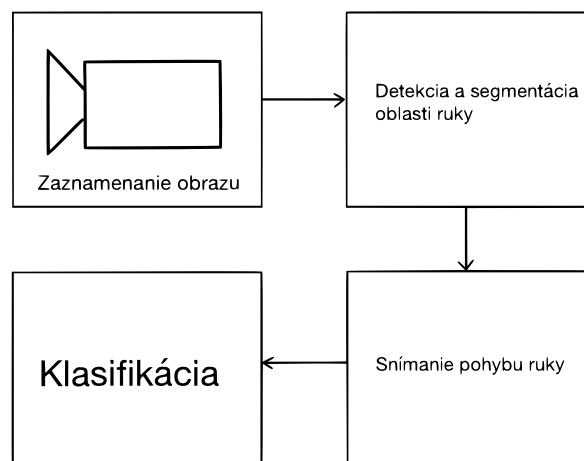 Zaznamenanie obrazu
Detekcia a segmentácia
oblasti ruky
Snímanie pohybu ruky
Klasifikácia